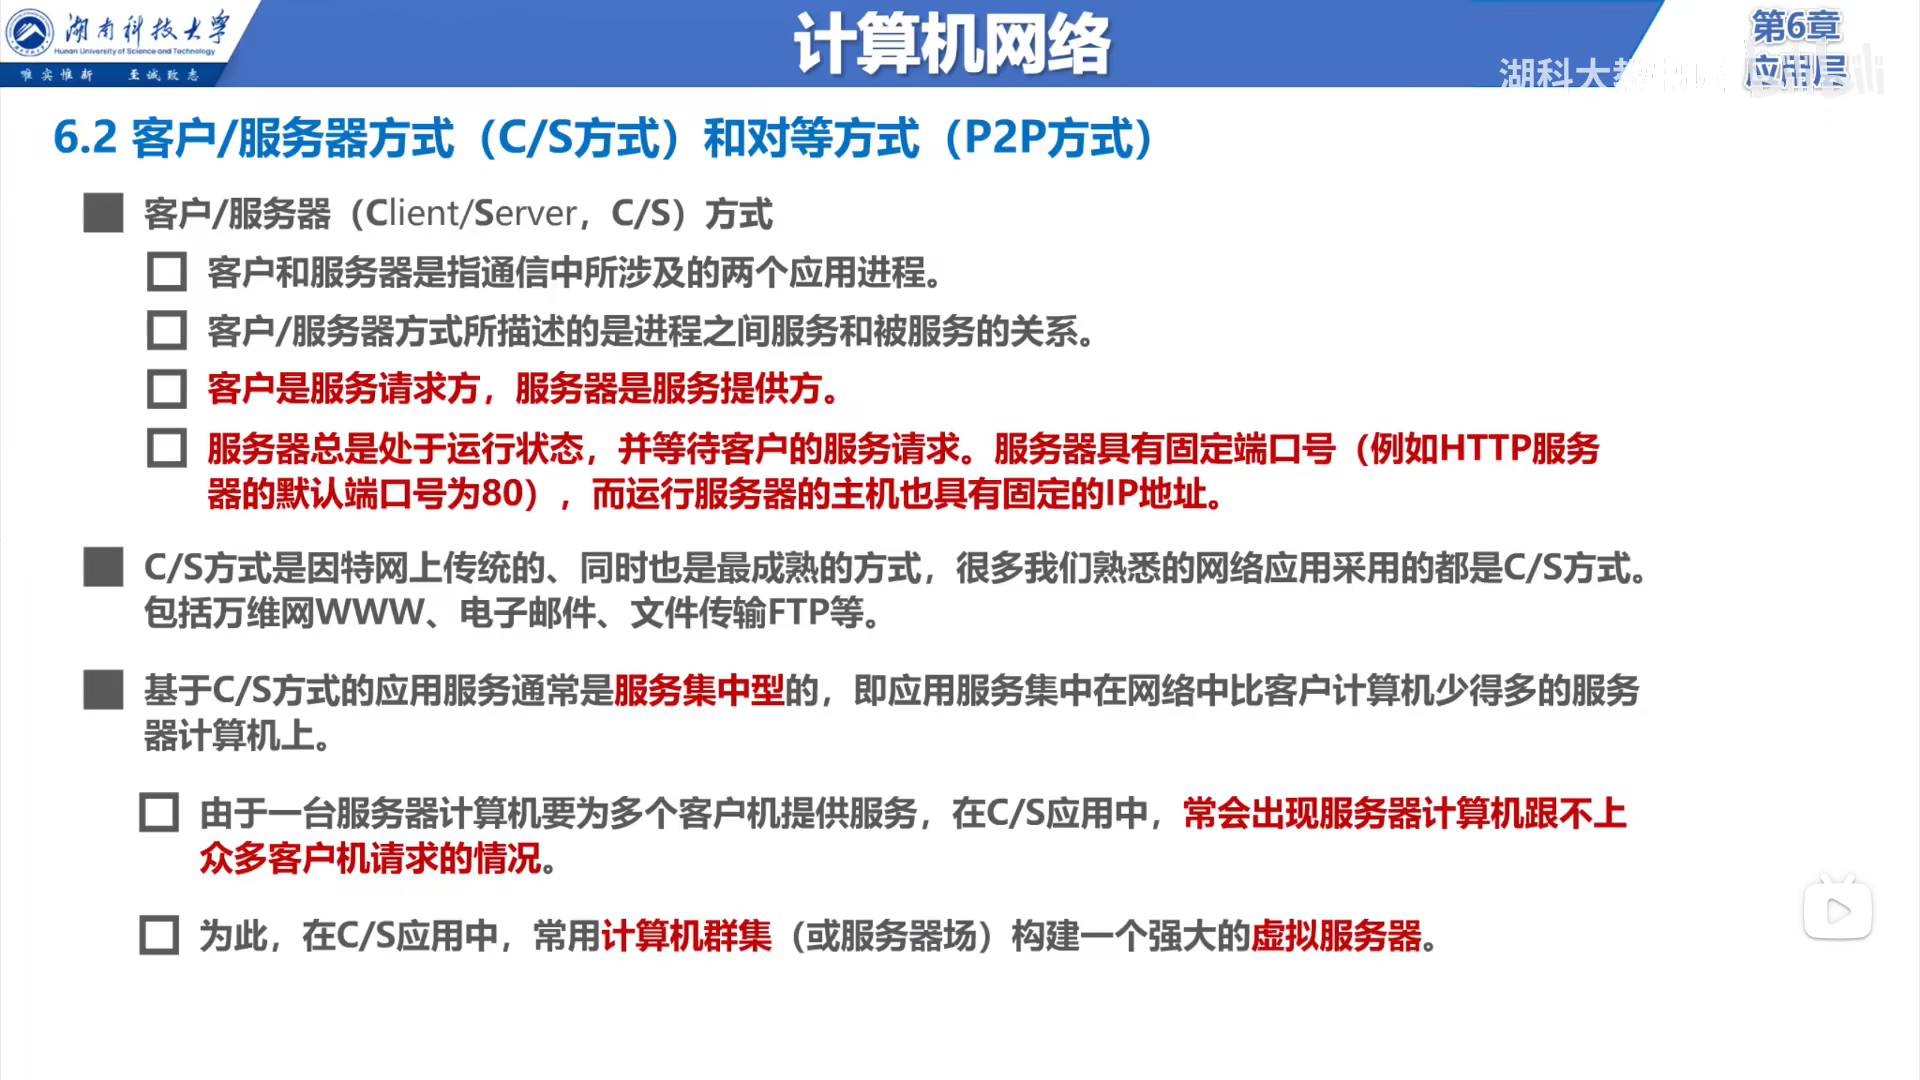 湖南科技大学
Hunan University of Science and Technology
唯实惟新 至诚致志
计算机网络
第6章
应用层
湖科大教
bilibili
6.2 客户/服务器方式（C/S方式）和对等方式（P2P方式）
客户/服务器（Client/Server，C/S）方式
客户和服务器是指通信中所涉及的两个应用进程。
客户/服务器方式所描述的是进程之间服务和被服务的关系。
客户是服务请求方，服务器是服务提供方。
服务器总是处于运行状态，并等待客户的服务请求。服务器具有固定端口号（例如HTTP服务
器的默认端口号为80），而运行服务器的主机也具有固定的IP地址。
C/S方式是因特网上传统的、同时也是最成熟的方式，很多我们熟悉的网络应用采用的都是C/S方式。
包括万维网WWW、电子邮件、文件传输FTP等。
基于C/S方式的应用服务通常是服务集中型的，即应用服务集中在网络中比客户计算机少得多的服务
器计算机上。
由于一台服务器计算机要为多个客户机提供服务，在C/S应用中，常会出现服务器计算机跟不上
众多客户机请求的情况。
为此，在C/S应用中，常用计算机群集（或服务器场）构建一个强大的虚拟服务器。